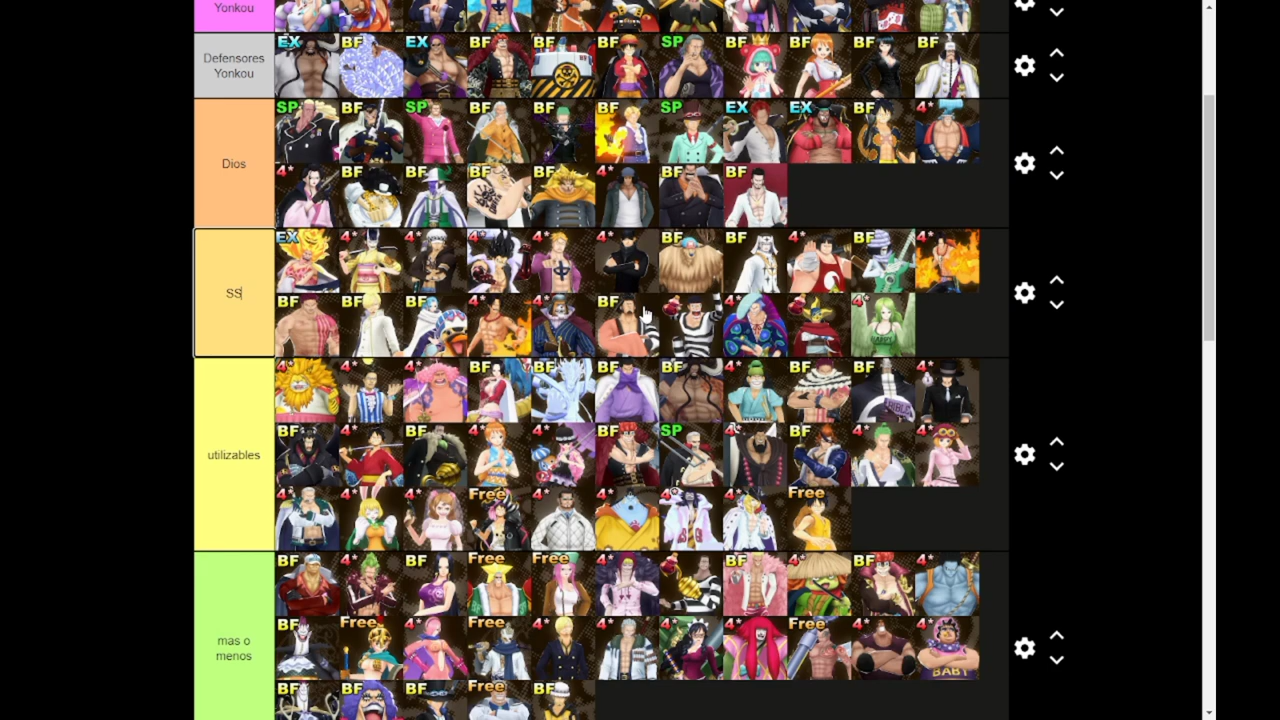 Yonkou
Defensores
Yonkou
EX BF EX BF BF BF SP BF BF BF BF
Dios
SP BF SP BF BF BF SP EX EX BF 4*
4* BF BF BF BF 4* BF BF
SS
EX 4* 4* 4* 4* 4* BF BF 4* BF 4*
BF BF BF 4* 4* BF 4* 4* 4* 4*
utilizables
4* 4* 4* BF BF BF BF 4* BF BF 4*
BF 4* BF 4* 4* BF SP 4* BF 4* 4*
4* 4* 4* Free 4* 4* 4* 4* Free
mas o
menos
BF 4* BF Free Free 4* 4* BF 4* BF 4*
BF Free 4* Free 4* 4* 4* 4* Free 4* 4*
BABY
BF BF BF Free BF